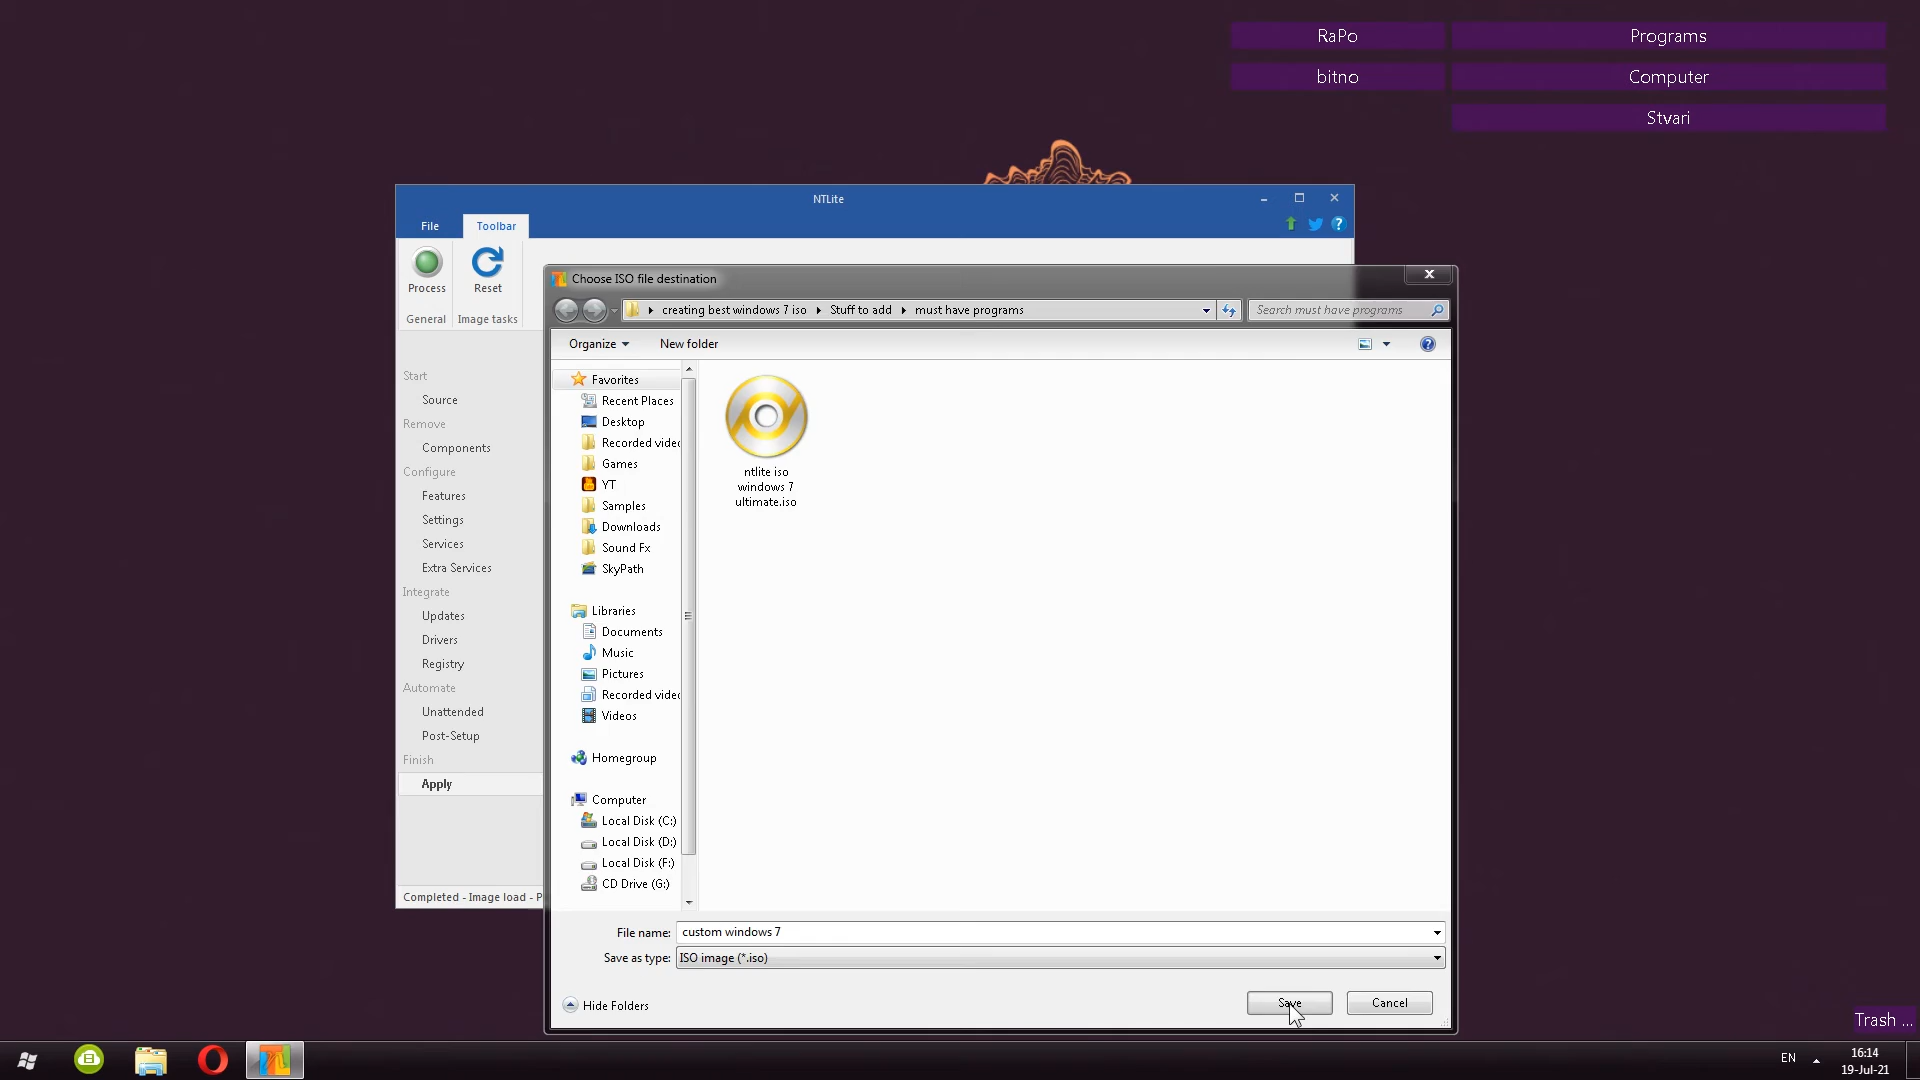 RaPo
Programs
bitno
Computer
Stvari
NTLite
File
Toolbar
Process
Reset
General
Image tasks
Choose ISO file destination
creating best windows 7 iso
Stuff to add
must have programs
Search must have programs
Organize
New folder
Start
Source
Remove
Components
Configure
Features
Settings
Services
Extra Services
Integrate
Updates
Drivers
Registry
Automate
Unattended
Post-Setup
Finish
Apply
Completed - Image load - P
Favorites
Recent Places
Desktop
Recorded videc
Games
YT
Samples
Downloads
Sound Fx
SkyPath
Libraries
Documents
Music
Pictures
Recorded videc
Videos
Homegroup
Computer
Local Disk (C:)
Local Disk (D:)
Local Disk (F:)
CD Drive (G:)
ntlite iso
windows 7
ultimate.iso
File name:
custom windows 7
Save as type:
ISO image (*.iso)
Hide Folders
Save
Cancel
Trash ...
EN
16:14
19-Jul-21